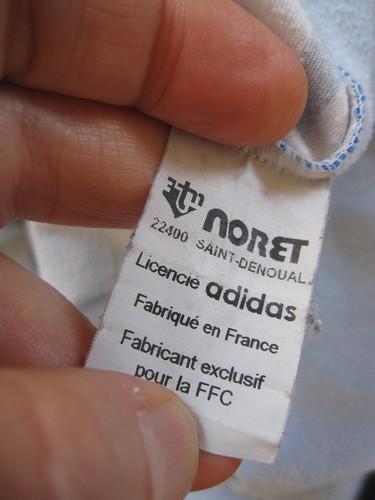 NORET
22400 SAINT-DENOUAL
Licencié adidas
Fabriqué en France
Fabricant exclusif
pour la FFC